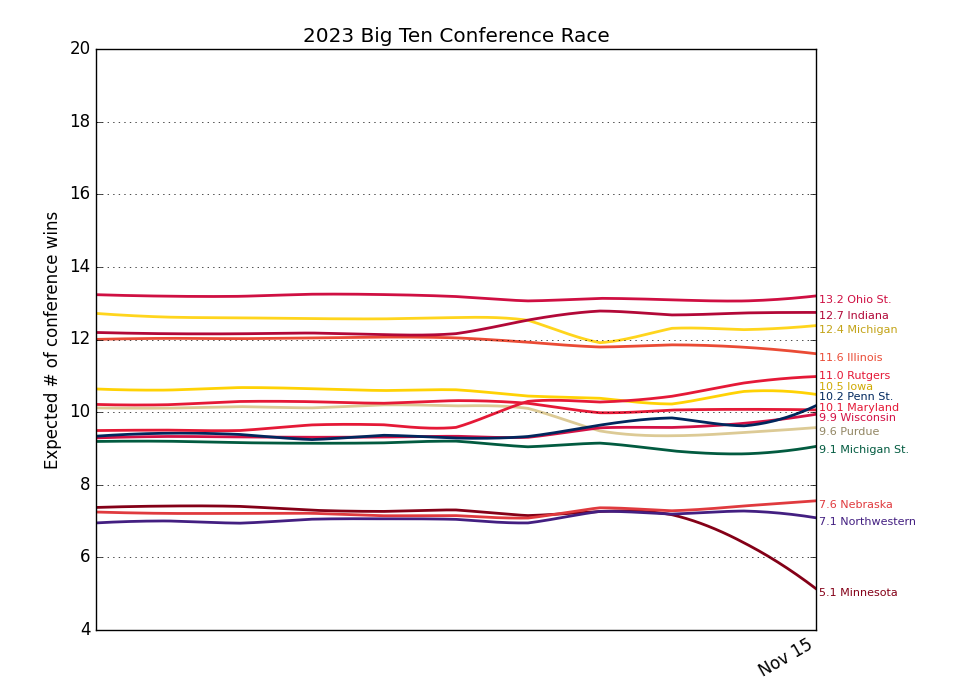 2023 Big Ten Conference Race
Expected # of conference wins
20
18
16
14
12
10
8
6
4
13.2 Ohio St.
12.7 Indiana
12.4 Michigan
11.6 Illinois
11.0 Rutgers
10.5 Iowa
10.2 Penn St.
10.1 Maryland
9.9 Wisconsin
9.6 Purdue
9.1 Michigan St.
7.6 Nebraska
7.1 Northwestern
5.1 Minnesota
Nov 15